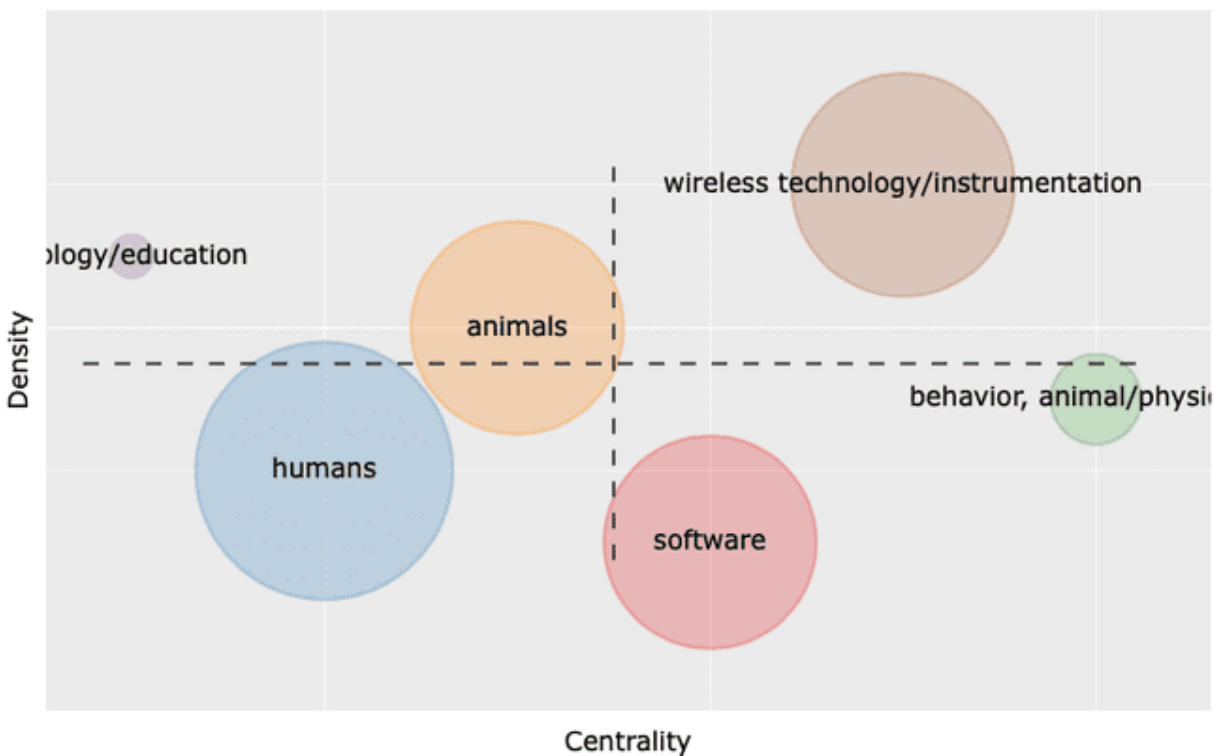 wireless technology/instrumentation
ology/education
animals
behavior, animal/physi
humans
software
Density
Centrality